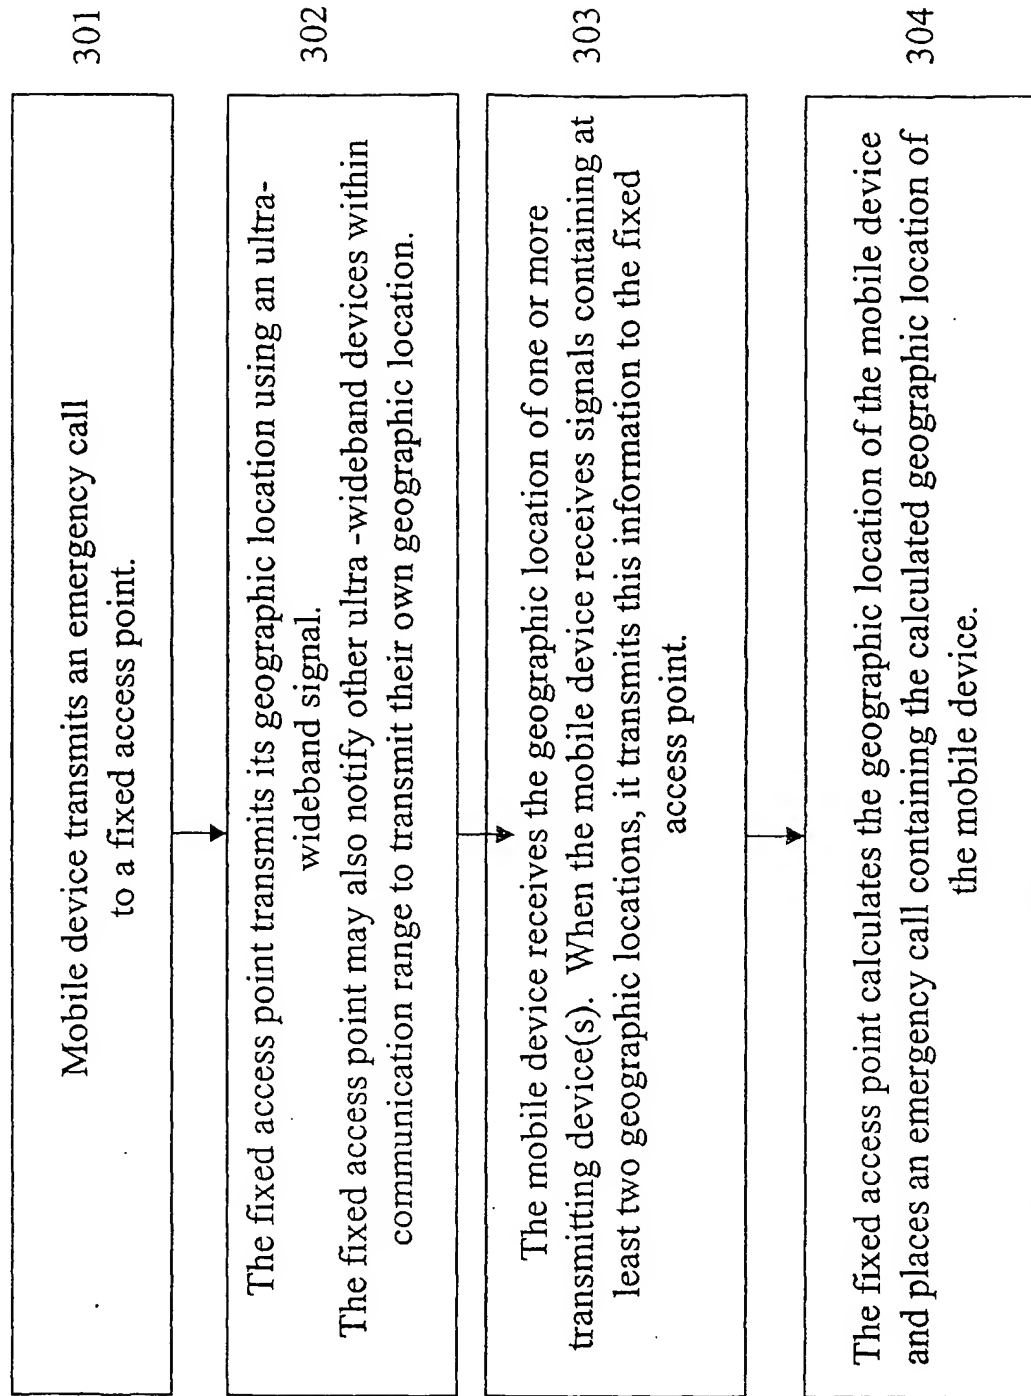 Mobile device transmits an emergency call
to a fixed access point.
301
The fixed access point transmits its geographic location using an ultra-
wideband signal.
The fixed access point may also notify other ultra -wideband devices within
communication range to transmit their own geographic location.
302
The mobile device receives the geographic location of one or more
transmitting device(s). When the mobile device receives signals containing at
least two geographic locations, it transmits this information to the fixed
access point.
303
The fixed access point calculates the geographic location of the mobile device
and places an emergency call containing the calculated geographic location of
the mobile device.
304